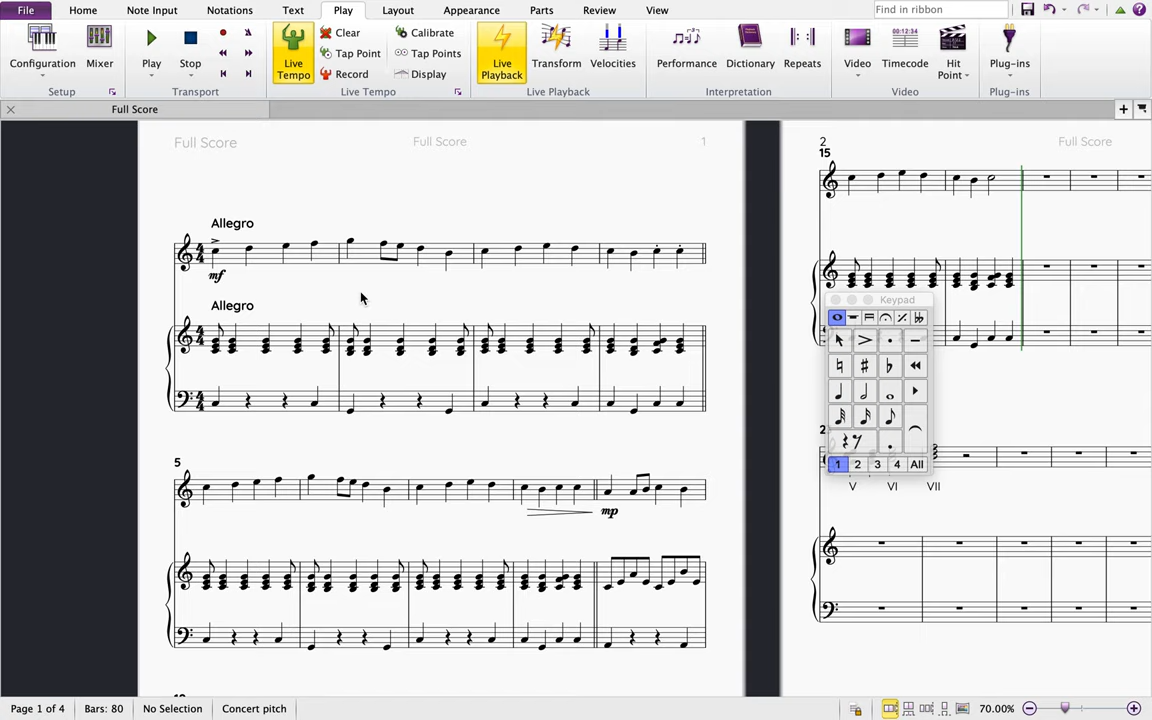 File Home Note Input Notations Text Play Layout Appearance Parts Review View Find in ribbon
Configuration Mixer Play Stop Live Tempo Clear Tap Point Record Calibrate Tap Points Display Live Playback Transform Velocities Performance Dictionary Repeats Video 00:12:34 Timecode Hit Point Plug-ins
Setup Transport Live Tempo Live Playback Interpretation Video Plug-ins
Full Score
Full Score Full Score 1
Allegro
mf
Allegro
5
mp
2 Full Score
15
Keypad
1 2 3 4 All
2
V VI VII
Page 1 of 4 Bars: 80 No Selection Concert pitch 70.00%